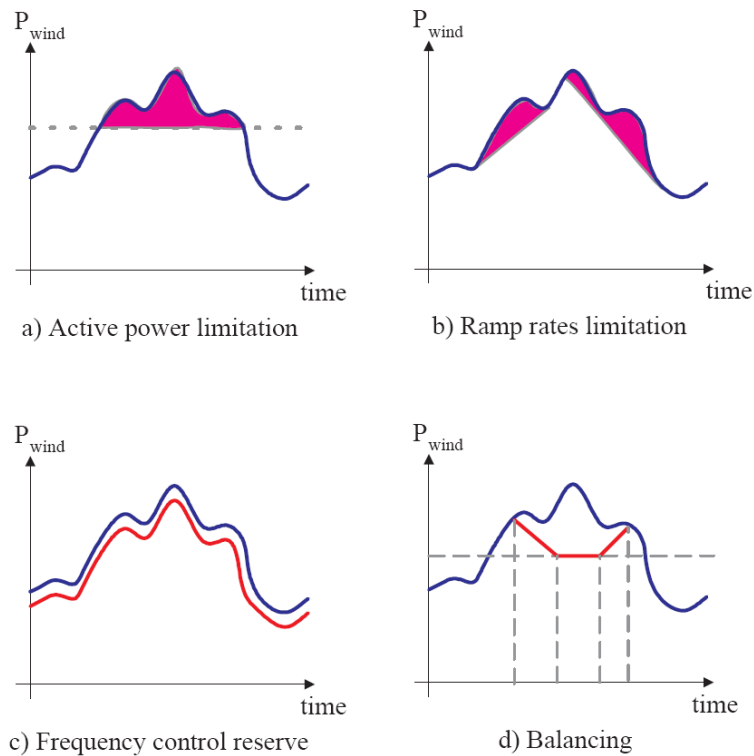 P wind
time
a) Active power limitation
P wind
time
b) Ramp rates limitation
P wind
time
c) Frequency control reserve
P wind
time
d) Balancing